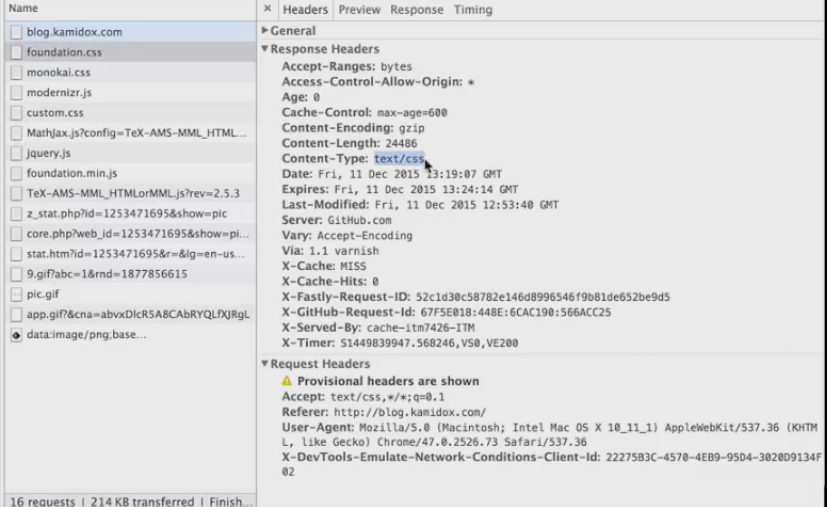 Name
blog.kamidox.com
foundation.css
monokai.css
modernizr.js
custom.css
MathJax.js?config=TeX-AMS-MML_HTML...
jquery.js
foundation.min.js
TeX-AMS-MML_HTMLorMML.js?rev=2.5.3
z_stat.php?id=1253471695&show=pic
core.php?web_id=1253471695&show=pi...
stat.htm?id=1253471695&r=&lg=en-us...
9.gif?abc=1&rnd=1877856615
pic.gif
app.gif?&cna=abvxDlcR5A8CAbRYQLfXJRgL
data:image/png;base...
16 requests | 214 KB transferred | Finish...
× Headers Preview Response Timing
General
Response Headers
Accept-Ranges: bytes
Access-Control-Allow-Origin: *
Age: 0
Cache-Control: max-age=600
Content-Encoding: gzip
Content-Length: 24486
Content-Type: text/css
Date: Fri, 11 Dec 2015 13:19:07 GMT
Expires: Fri, 11 Dec 2015 13:24:14 GMT
Last-Modified: Fri, 11 Dec 2015 12:53:40 GMT
Server: GitHub.com
Vary: Accept-Encoding
Via: 1.1 varnish
X-Cache: MISS
X-Cache-Hits: 0
X-Fastly-Request-ID: 52c1d30c58782e146d8996546f9b81de652be9d5
X-GitHub-Request-Id: 67F5E018:448E:6CAC190:566ACC25
X-Served-By: cache-itm7426-ITM
X-Timer: S1449839947.568246,VS0,VE200
Request Headers
Provisional headers are shown
Accept: text/css,*/*;q=0.1
Referer: http://blog.kamidox.com/
User-Agent: Mozilla/5.0 (Macintosh; Intel Mac OS X 10_11_1) AppleWebKit/537.36 (KHTM
L, like Gecko) Chrome/47.0.2526.73 Safari/537.36
X-DevTools-Emulate-Network-Conditions-Client-Id: 22275B3C-4570-4EB9-95D4-3020D9134F
02